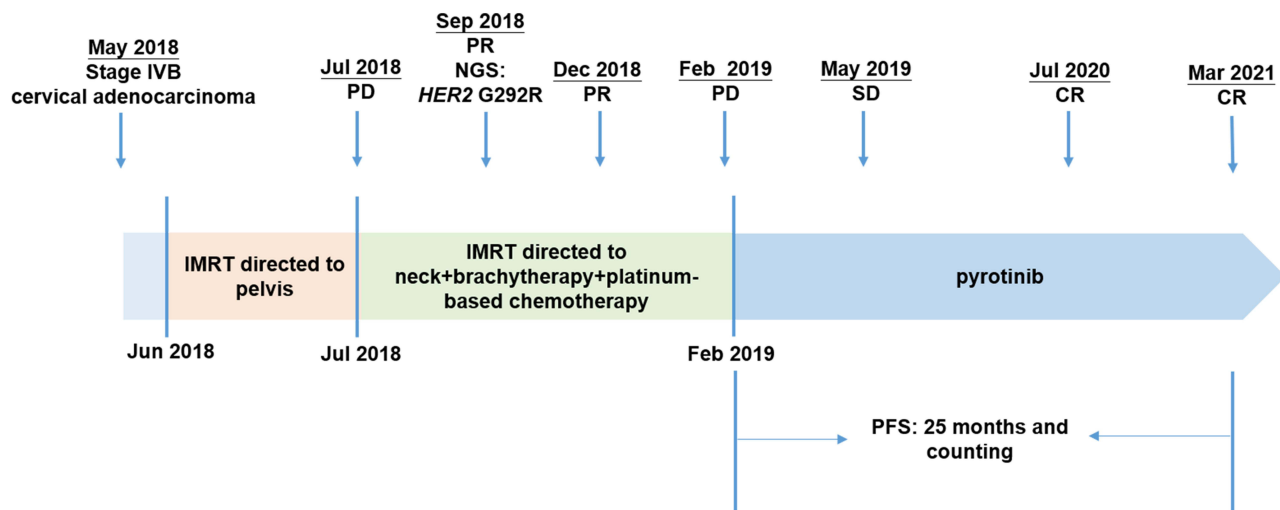 May 2018
Stage IVB
cervical adenocarcinoma
Jul 2018
PD
Sep 2018
PR
NGS:
HER2 G292R
Dec 2018
PR
Feb 2019
PD
May 2019
SD
Jul 2020
CR
Mar 2021
CR
IMRT directed to
pelvis
IMRT directed to
neck+brachytherapy+platinum-
based chemotherapy
pyrotinib
Jun 2018
Jul 2018
Feb 2019
PFS: 25 months and
counting